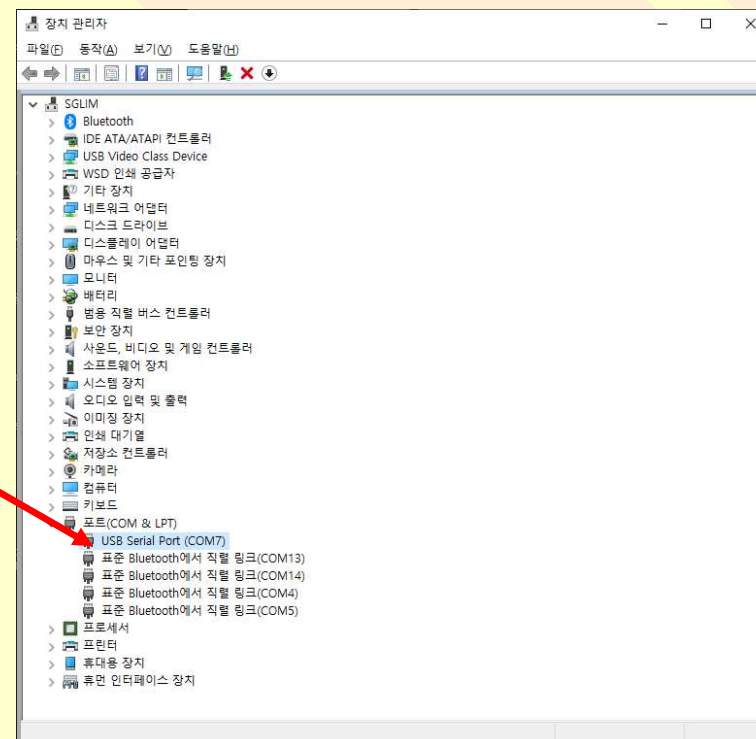 장치 관리자
파일(F) 동작(A) 보기(V) 도움말(H)
SGLIM
Bluetooth
IDE ATA/ATAPI 컨트롤러
USB Video Class Device
WSD 인쇄 공급자
기타 장치
네트워크 어댑터
디스크 드라이브
디스플레이 어댑터
마우스 및 기타 포인팅 장치
모니터
배터리
범용 직렬 버스 컨트롤러
보안 장치
사운드, 비디오 및 게임 컨트롤러
소프트웨어 장치
시스템 장치
오디오 입력 및 출력
이미징 장치
인쇄 대기열
저장소 컨트롤러
카메라
컴퓨터
키보드
포트(COM & LPT)
USB Serial Port (COM7)
표준 Bluetooth에서 직렬 링크(COM13)
표준 Bluetooth에서 직렬 링크(COM14)
표준 Bluetooth에서 직렬 링크(COM4)
표준 Bluetooth에서 직렬 링크(COM5)
프로세서
프린터
휴대용 장치
휴먼 인터페이스 장치